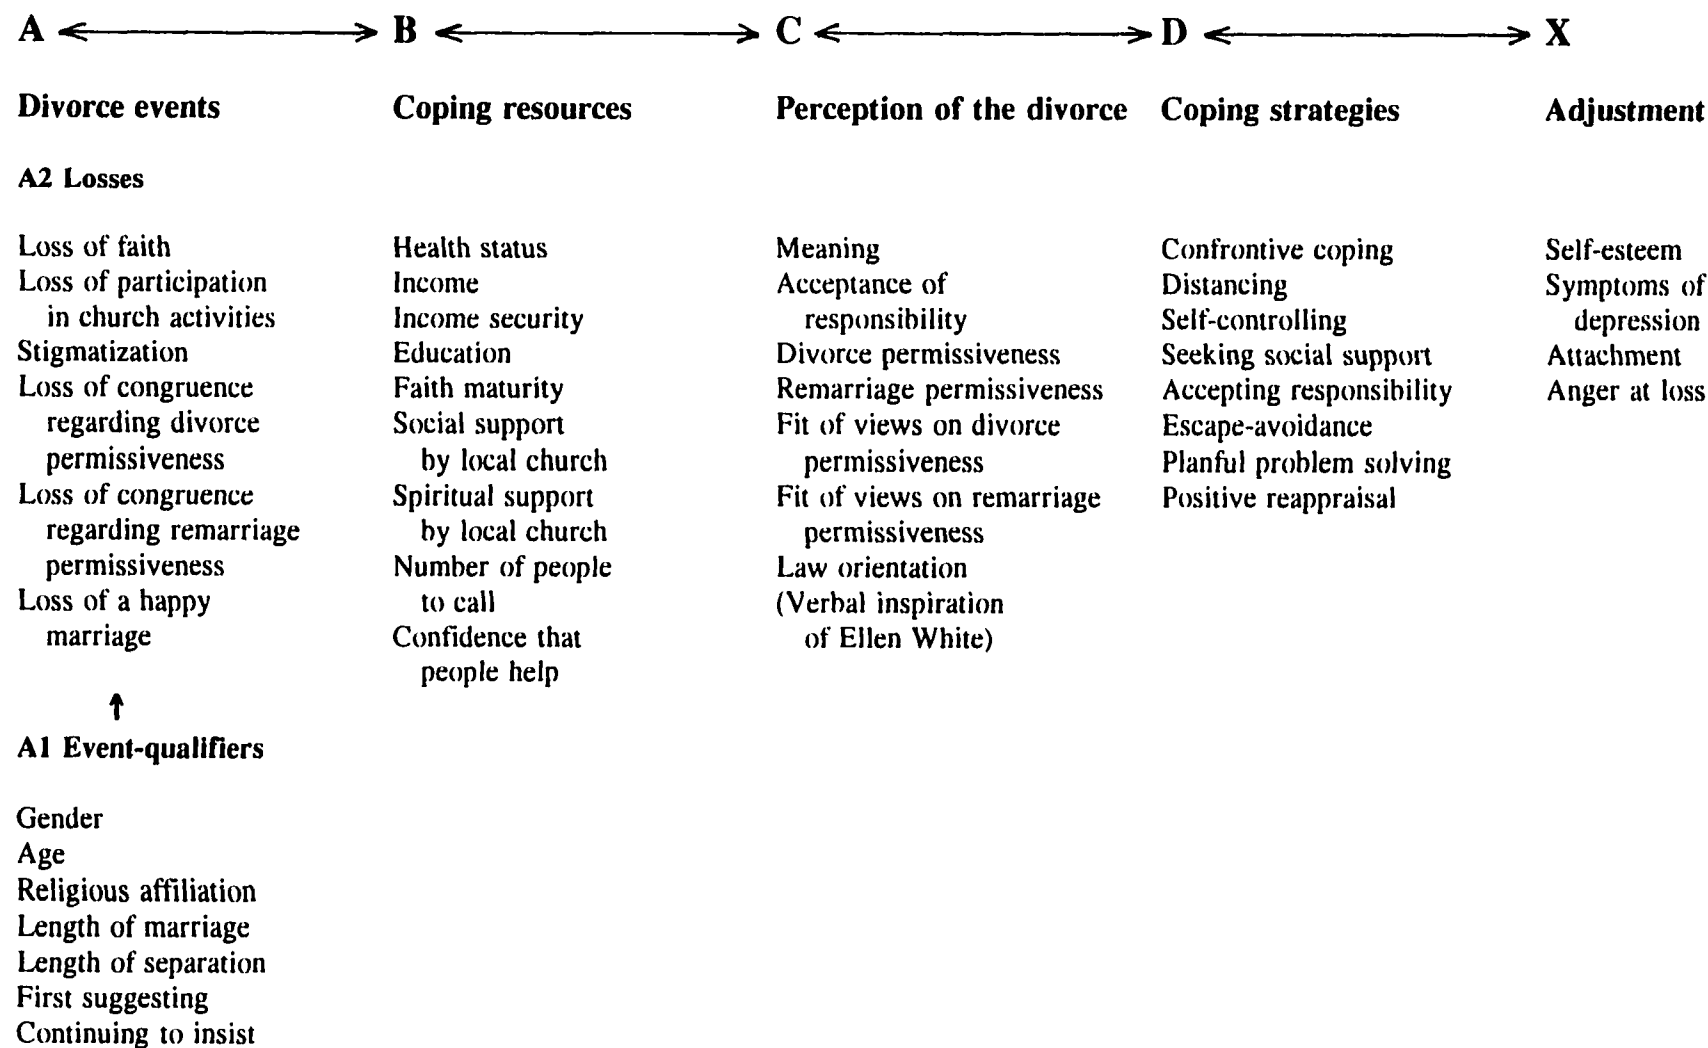 A B C D X
Divorce events
Coping resources
Perception of the divorce
Coping strategies
Adjustment
A2 Losses
Loss of faith
Loss of participation
in church activities
Stigmatization
Loss of congruence
regarding divorce
permissiveness
Loss of congruence
regarding remarriage
permissiveness
Loss of a happy
marriage
A1 Event-qualifiers
Gender
Age
Religious affiliation
Length of marriage
Length of separation
First suggesting
Continuing to insist
Health status
Income
Income security
Education
Faith maturity
Social support
by local church
Spiritual support
by local church
Number of people
to call
Confidence that
people help
Meaning
Acceptance of
responsibility
Divorce permissiveness
Remarriage permissiveness
Fit of views on divorce
permissiveness
Fit of views on remarriage
permissiveness
Law orientation
(Verbal inspiration
of Ellen White)
Confrontive coping
Distancing
Self-controlling
Seeking social support
Accepting responsibility
Escape-avoidance
Planful problem solving
Positive reappraisal
Self-esteem
Symptoms of
depression
Attachment
Anger at loss